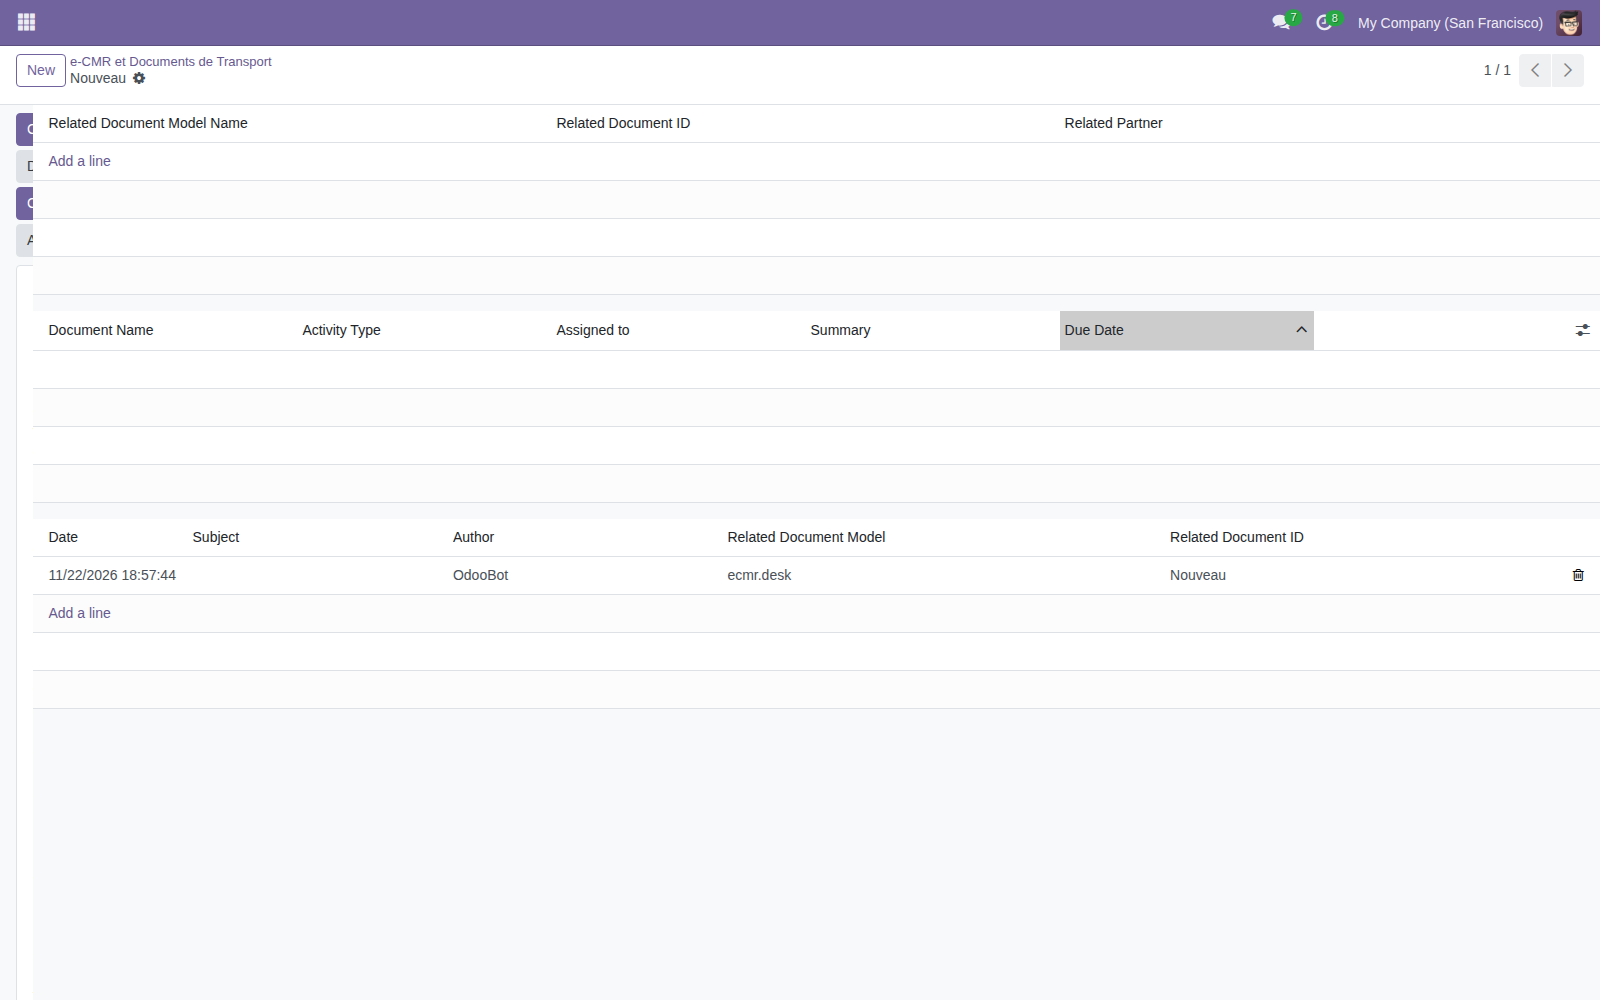 7
8
My Company (San Francisco)
New
e-CMR et Documents de Transport
Nouveau
1 / 1
Related Document Model Name
Related Document ID
Related Partner
Add a line
Document Name
Activity Type
Assigned to
Summary
Due Date
Date
Subject
Author
Related Document Model
Related Document ID
11/22/2026 18:57:44
OdooBot
ecmr.desk
Nouveau
Add a line